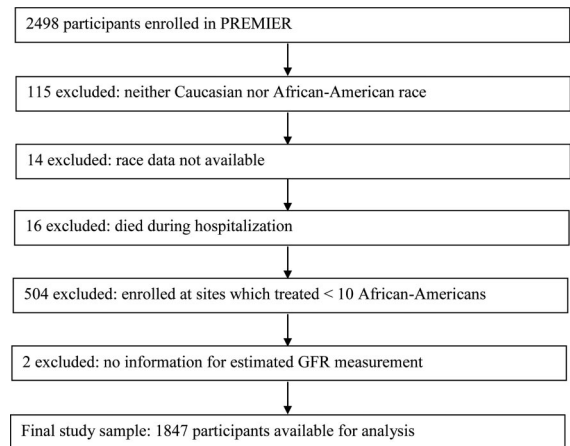 2498 participants enrolled in PREMIER
115 excluded: neither Caucasian nor African-American race
14 excluded: race data not available
16 excluded: died during hospitalization
504 excluded: enrolled at sites which treated < 10 African-Americans
2 excluded: no information for estimated GFR measurement
Final study sample: 1847 participants available for analysis